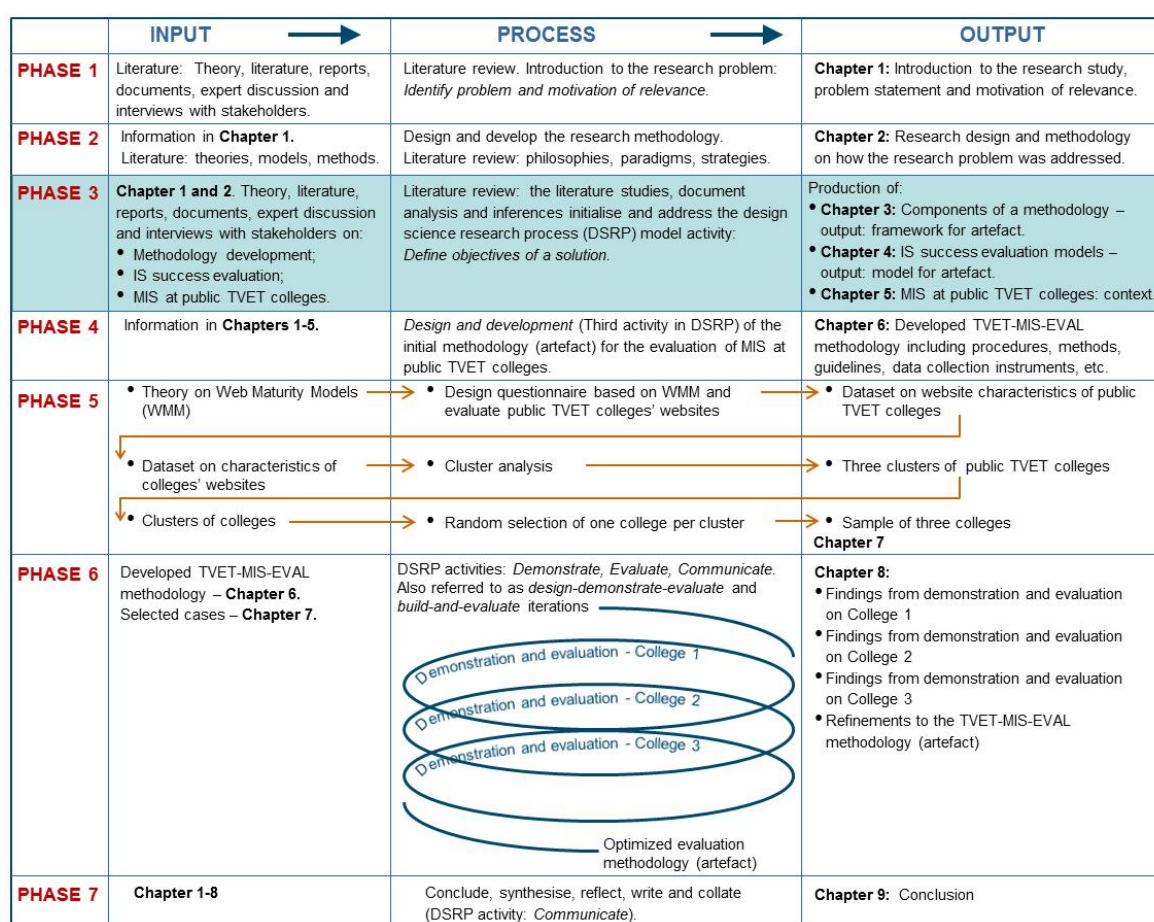 INPUT
PROCESS
OUTPUT
PHASE 1
Literature: Theory, literature, reports,
documents, expert discussion and
interviews with stakeholders.
Literature review. Introduction to the research problem:
Identify problem and motivation of relevance.
Chapter 1: Introduction to the research study,
problem statement and motivation of relevance.
PHASE 2
Information in Chapter 1.
Literature: theories, models, methods.
Design and develop the research methodology.
Literature review: philosophies, paradigms, strategies.
Chapter 2: Research design and methodology
on how the research problem was addressed.
PHASE 3
Chapter 1 and 2. Theory, literature,
reports, documents, expert discussion
and interviews with stakeholders on:
• Methodology development;
• IS success evaluation;
• MIS at public TVET colleges.
Literature review: the literature studies, document
analysis and inferences initialise and address the design
science research process (DSRP) model activity:
Define objectives of a solution.
Production of:
• Chapter 3: Components of a methodology –
output: framework for artefact.
• Chapter 4: IS success evaluation models –
output: model for artefact.
• Chapter 5: MIS at public TVET colleges: context.
PHASE 4
Information in Chapters 1-5.
Design and development (Third activity in DSRP) of the
initial methodology (artefact) for the evaluation of MIS at
public TVET colleges.
Chapter 6: Developed TVET-MIS-EVAL
methodology including procedures, methods,
guidelines, data collection instruments, etc.
PHASE 5
• Theory on Web Maturity Models
(WMM)
• Design questionnaire based on WMM and
evaluate public TVET colleges' websites
• Dataset on website characteristics of public
TVET colleges
• Dataset on characteristics of
colleges' websites
• Cluster analysis
• Three clusters of public TVET colleges
• Clusters of colleges
• Random selection of one college per cluster
• Sample of three colleges
Chapter 7
PHASE 6
Developed TVET-MIS-EVAL
methodology – Chapter 6.
Selected cases – Chapter 7.
DSRP activities: Demonstrate, Evaluate, Communicate.
Also referred to as design-demonstrate-evaluate and
build-and-evaluate iterations
Demonstration and evaluation - College 1
Demonstration and evaluation - College 2
Demonstration and evaluation - College 3
Optimized evaluation
methodology (artefact)
Chapter 8:
• Findings from demonstration and evaluation
on College 1
• Findings from demonstration and evaluation
on College 2
• Findings from demonstration and evaluation
on College 3
• Refinements to the TVET-MIS-EVAL
methodology (artefact)
PHASE 7
Chapter 1-8
Conclude, synthesise, reflect, write and collate
(DSRP activity: Communicate).
Chapter 9: Conclusion